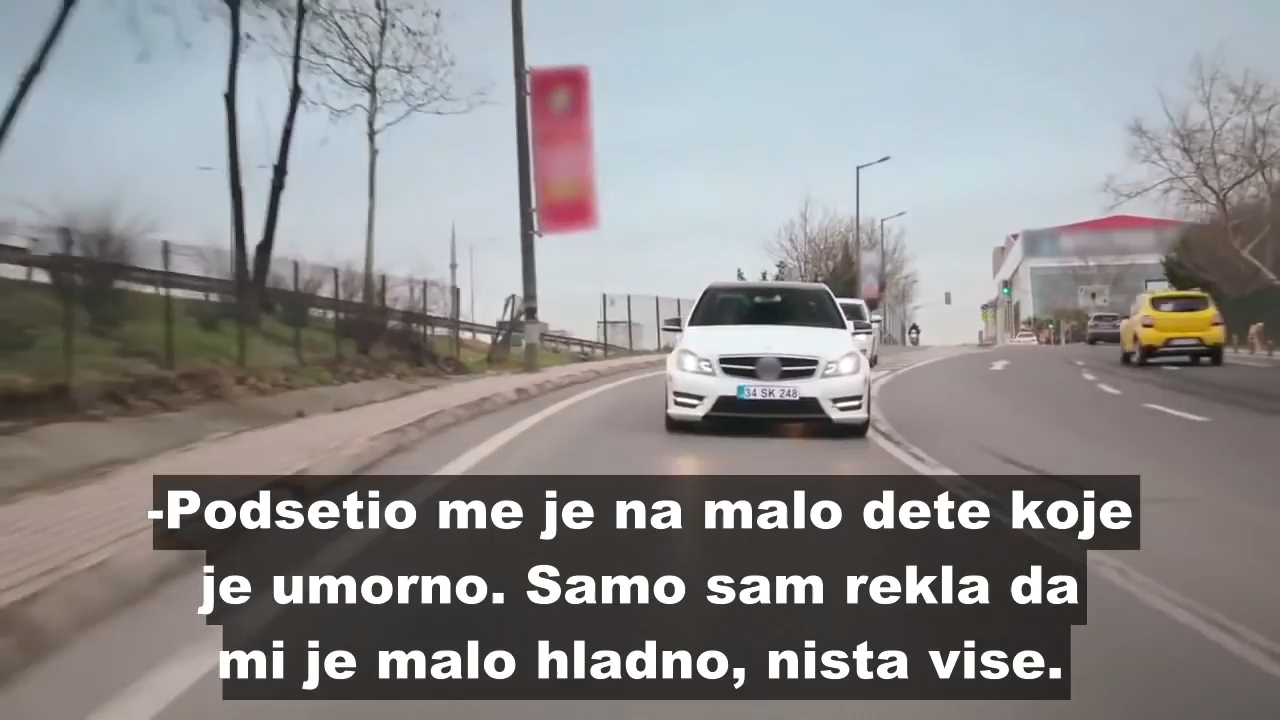 34 SK 248
-Podsetio me je na malo dete koje
je umorno. Samo sam rekla da
mi je malo hladno, nista vise.